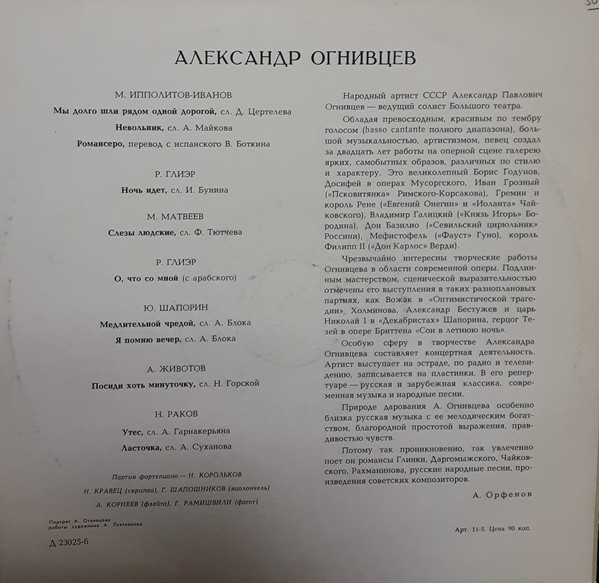 АЛЕКСАНДР ОГНИВЦЕВ
М. ИППОЛИТОВ-ИВАНОВ
Мы долго шли рядом одной дорогой, сл. Д. Цертелева
Невольник, сл. А. Майкова
Романсеро, перевод с испанского В. Боткина
Р. ГЛИЭР
Ночь идет, сл. И. Бунина
М. МАТВЕЕВ
Слезы людские, сл. Ф. Тютчева
Р. ГЛИЭР
О, что со мной (с арабского)
Ю. ШАПОРИН
Медлительной чредой, сл. А. Блока
Я помню вечер, сл. А. Блока
А. ЖИВОТОВ
Посиди хоть минуточку, сл. Н. Горской
Н. РАКОВ
Утес, сл. А. Гарнакерьяна
Ласточка, сл. А. Суханова
Партия фортепиано — Н. КОРОЛЬКОВ
Н. КРАВЕЦ (скрипка), Г. ШАПОШНИКОВ (виолончель)
А. КОРНЕЕВ (флейта), Г. РАМИШВИЛИ (фагот)
Портрет А. Огнивцева
работы художника А.
Д 23025-6
Народный артист СССР Александр Павлович
Огнивцев — ведущий солист Большого театра.
Обладая превосходным, красивым по тембру
голосом (basso cantante полного диапазона), боль-
шой музыкальностью, артистизмом, певец создал
за двадцать лет работы на оперной сцене галерею
ярких, самобытных образов, различных по стилю
и характеру. Это великолепный Борис Годунов,
Досифей в операх Мусоргского, Иван Грозный
(«Псковитянка» Римского-Корсакова), Гремин и
король Рене («Евгений Онегин» и «Иоланта» Чай-
ковского), Владимир Галицкий («Князь Игорь» Бо-
родина), Дон Базилио («Севильский цирюльник»
Россини), Мефистофель («Фауст» Гуно), король
Филипп II («Дон Карлос» Верди).
Чрезвычайно интересны творческие работы
Огнивцева в области современной оперы. Подлин-
ным мастерством, сценической выразительностью
отмечены его выступления в таких разноплановых
партиях, как Вожак в «Оптимистической траге-
дии», Холминова, Александр Бестужев и царь
Николай I в «Декабристах» Шапорина, герцог Те-
зей в опере Бриттена «Сон в летнюю ночь».
Особую сферу в творчестве Александра
Огнивцева составляет концертная деятельность.
Артист выступает на эстраде, по радио и телеви-
дению, записывается на пластинки. В его репер-
туаре — русская и зарубежная классика, совре-
менная музыка и народные песни.
Природе дарования А. Огнивцева особенно
близка русская музыка с ее мелодическим богат-
ством, благородной простотой выражения, прав-
дивостью чувств.
Потому так проникновенно, так увлеченно
поет он романсы Глинки, Даргомыжского, Чайков-
ского, Рахманинова, русские народные песни, про-
изведения советских композиторов.
А. Орфенов
Арт. 11-5. Цена 90 коп.